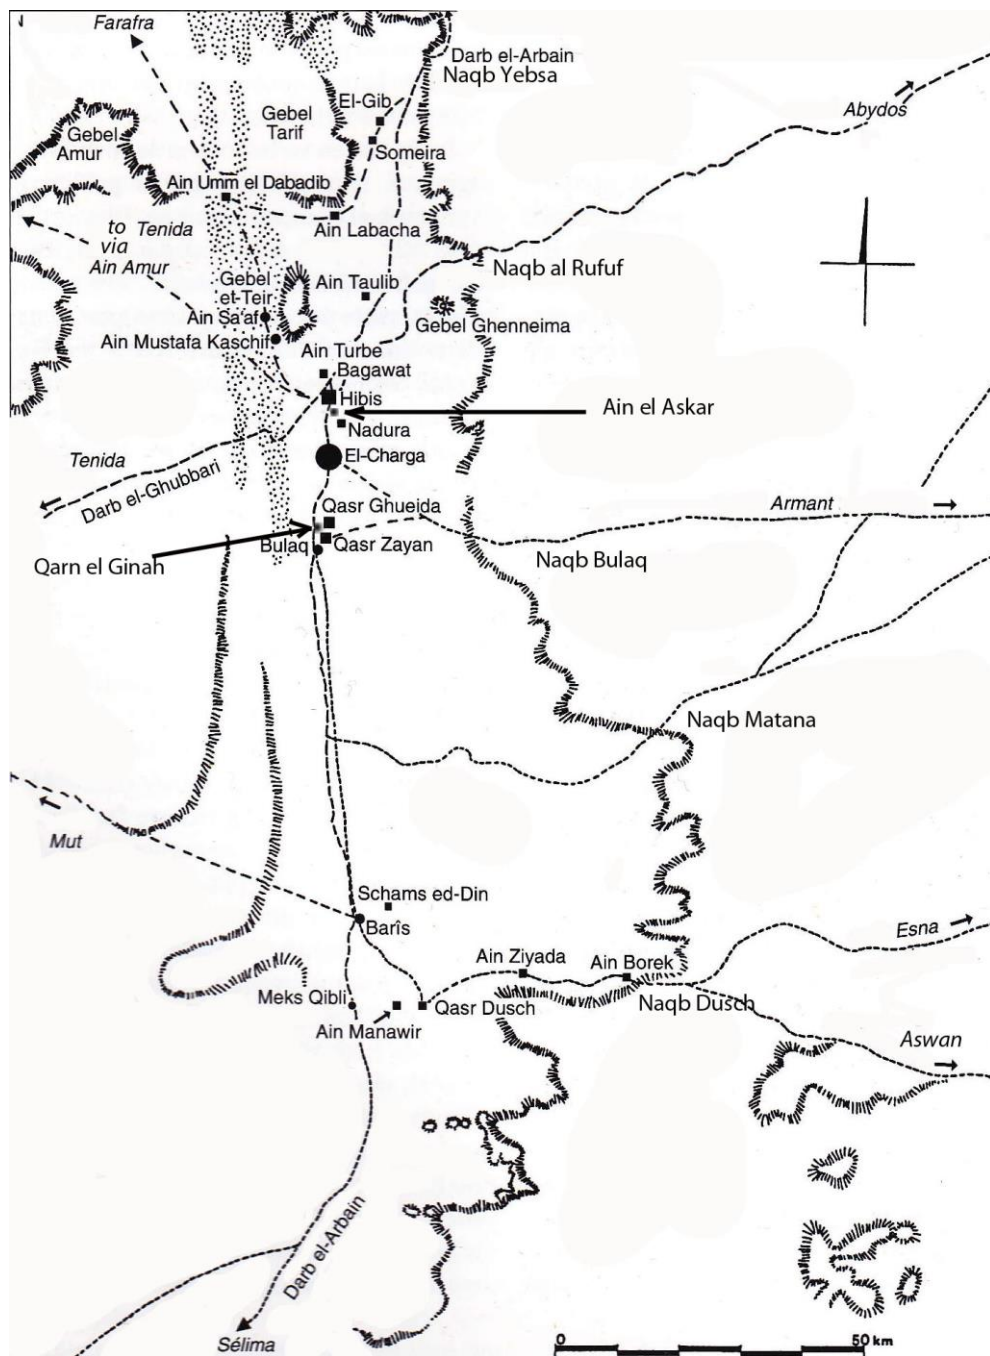 Farafra
Darb el-Arbain
Naqb Yebsa
El-Gib
Gebel
Tarif
Abydos
Gebel
Amur
Someira
Ain Umm el Dabadib
Ain Labacha
to Tenida
via
Ain Amur
Naqb al Rufuf
Gebel
et-Teir
Ain Taulib
Gebel Ghenneima
Ain Sa'af
Ain Mustafa Kaschif
Ain Turbe
Bagawat
Hibis
Ain el Askar
Nadura
El-Charga
Tenida
Darb el-Ghubbari
Qasr Ghueida
Armant
Bulaq
Qasr Zayan
Naqb Bulaq
Qarn el Ginah
Naqb Matana
Mut
Schams ed-Din
Barîs
Esna
Ain Ziyada
Ain Borek
Meks Qibli
Qasr Dusch
Naqb Dusch
Ain Manawir
Aswan
Darb el-Arbain
Sélima
0
50 km